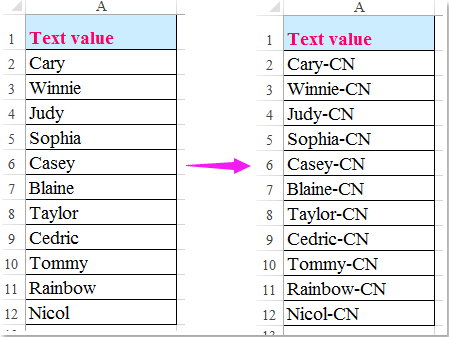 A
1 Text value
2 Cary
3 Winnie
4 Judy
5 Sophia
6 Casey
7 Blaine
8 Taylor
9 Cedric
10 Tommy
11 Rainbow
12 Nicol
A
1 Text value
2 Cary-CN
3 Winnie-CN
4 Judy-CN
5 Sophia-CN
6 Casey-CN
7 Blaine-CN
8 Taylor-CN
9 Cedric-CN
10 Tommy-CN
11 Rainbow-CN
12 Nicol-CN